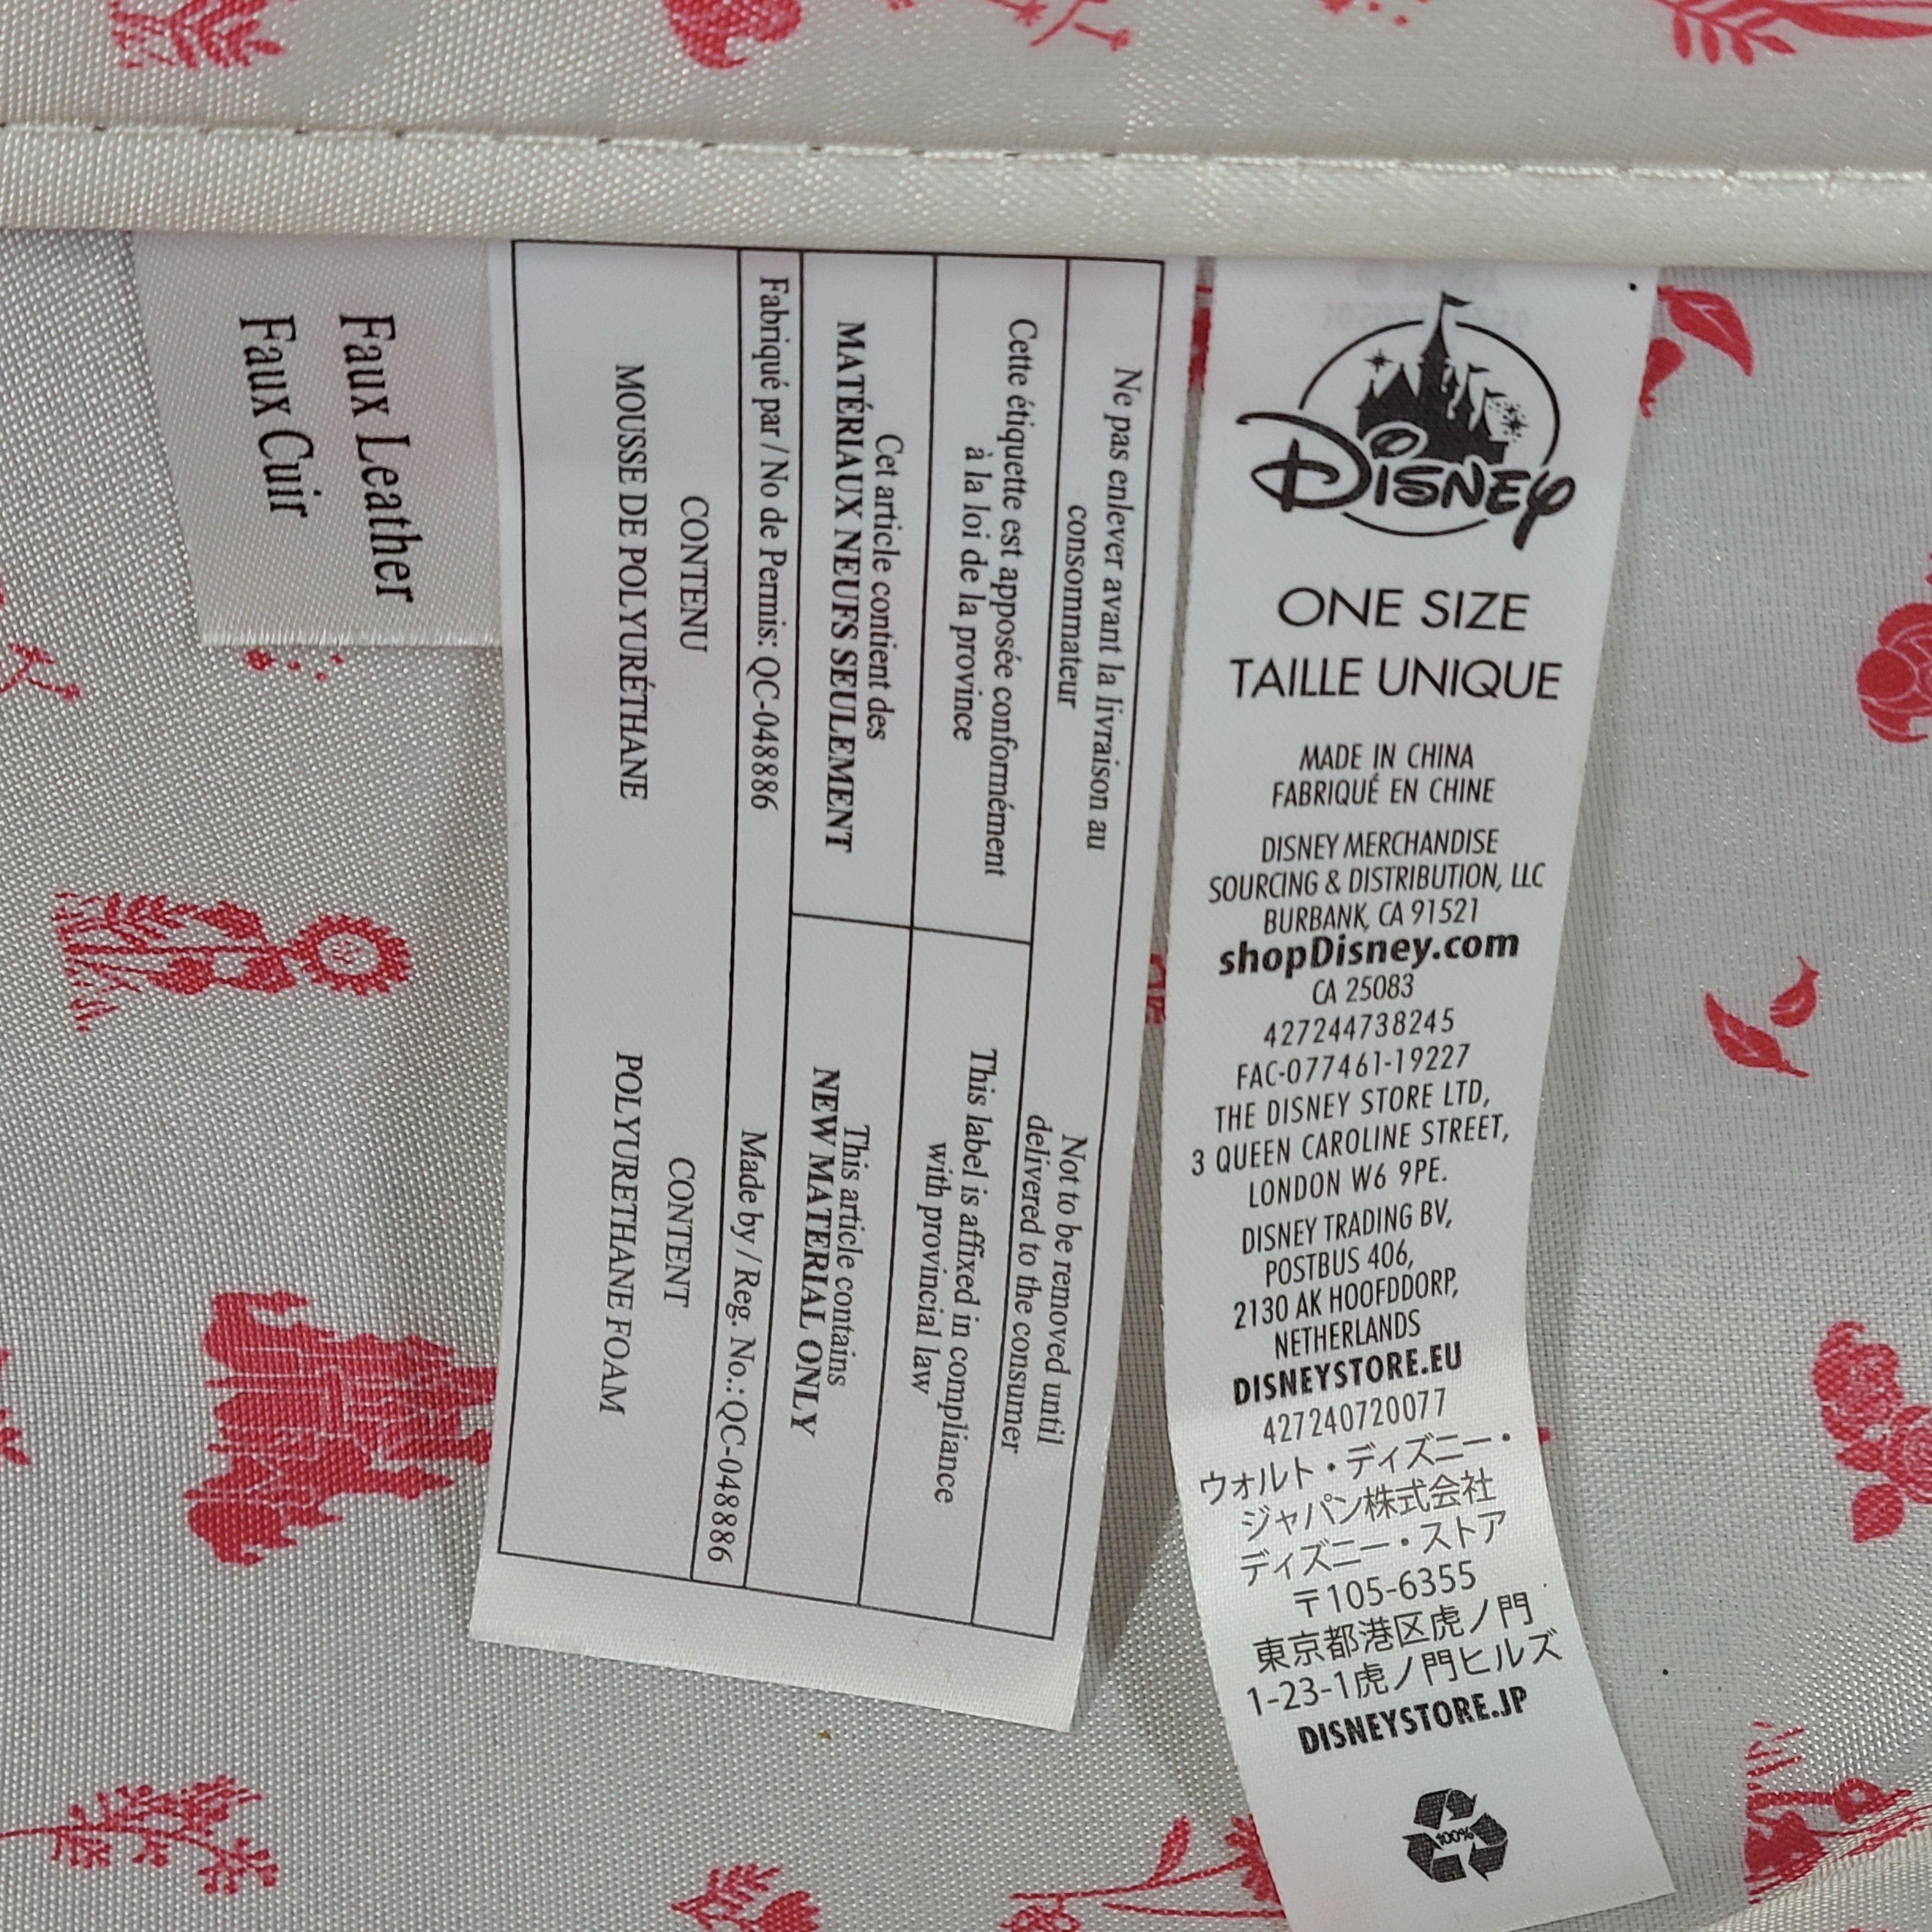 Faux Leather
Faux Cuir
Ne pas enlever avant la livraison au
consommateur
Not to be removed until
delivered to the consumer
Cette étiquette est apposée conformément
à la loi de la province
This label is affixed in compliance
with provincial law
Cet article contient des
MATÉRIAUX NEUFS SEULEMENT
This article contains
NEW MATERIAL ONLY
Fabriqué par / No de Permis: QC-048886
Made by / Reg. No.: QC-048886
CONTENU
MOUSSE DE POLYURÉTHANE
CONTENT
POLYURETHANE FOAM
DISNEY
ONE SIZE
TAILLE UNIQUE
MADE IN CHINA
FABRIQUÉ EN CHINE
DISNEY MERCHANDISE
SOURCING & DISTRIBUTION, LLC
BURBANK, CA 91521
shopDisney.com
CA 25083
427244738245
FAC-077461-19227
THE DISNEY STORE LTD,
3 QUEEN CAROLINE STREET,
LONDON W6 9PE.
DISNEY TRADING BV,
POSTBUS 406,
2130 AK HOOFDDORP,
NETHERLANDS
DISNEYSTORE.EU
427240720077
ウォルト・ディズニー・
ジャパン株式会社
ディズニー・ストア
〒105-6355
東京都港区虎ノ門
1-23-1虎ノ門ヒルズ
DISNEYSTORE.JP
100%